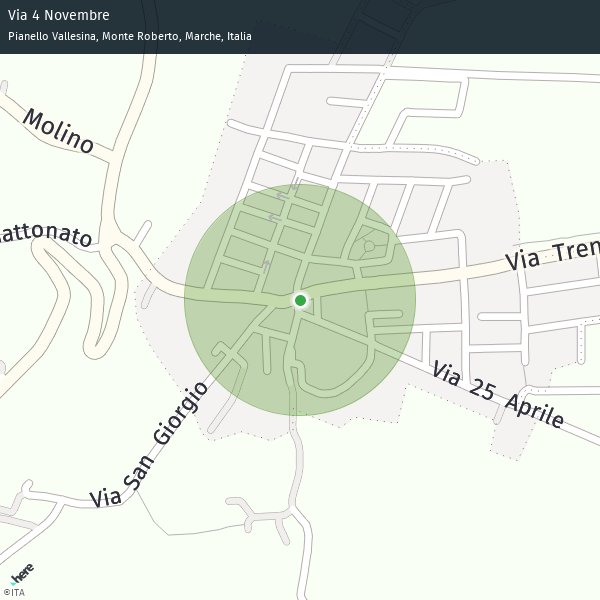 Via 4 Novembre
Pianello Vallesina, Monte Roberto, Marche, Italia
Molino
attonato
Via Tren
Via 25 Aprile
Via San Giorgio
here
©ITA